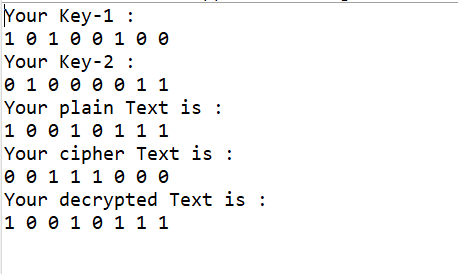 Your Key-1 :
1 0 1 0 0 1 0 0
Your Key-2 :
0 1 0 0 0 0 1 1
Your plain Text is :
1 0 0 1 0 1 1 1
Your cipher Text is :
0 0 1 1 1 0 0 0
Your decrypted Text is :
1 0 0 1 0 1 1 1